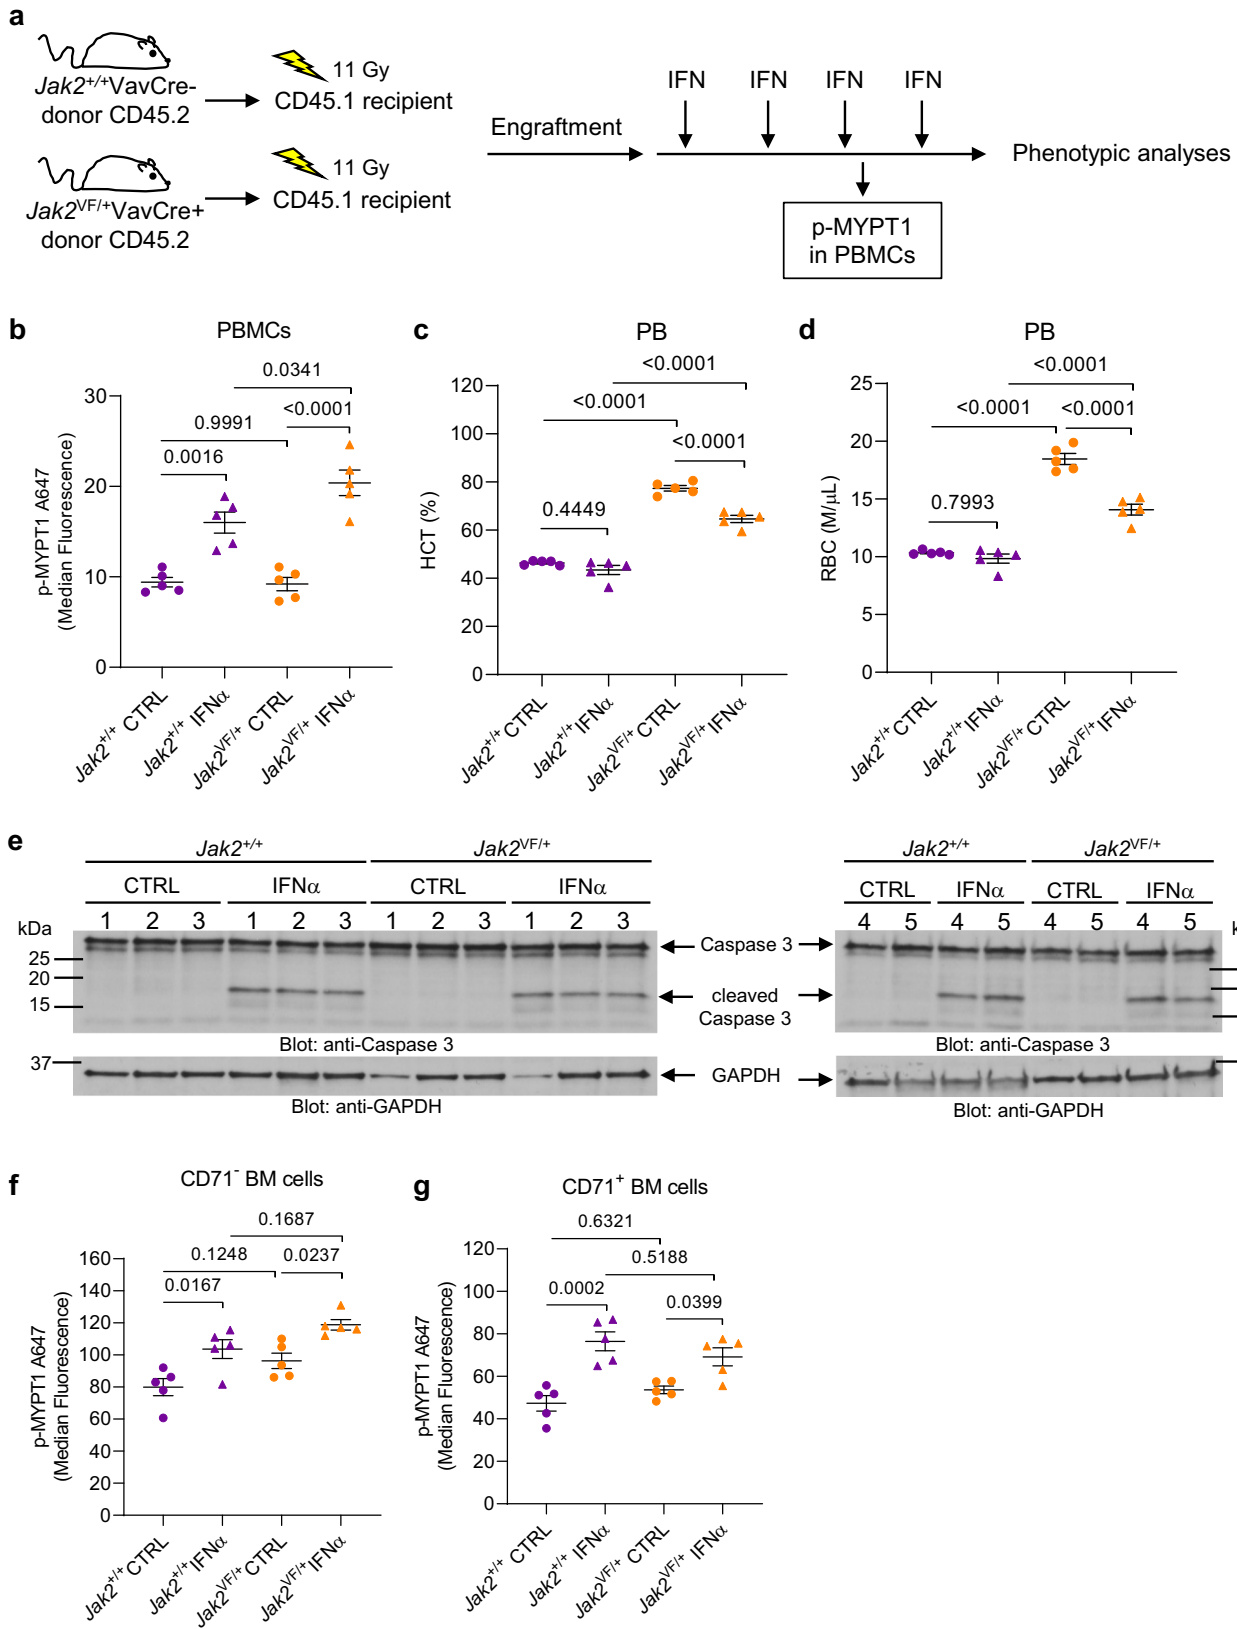 a
Jak2+/+VavCre-
donor CD45.2
11 Gy
CD45.1 recipient
Jak2VF/+VavCre+
donor CD45.2
11 Gy
CD45.1 recipient
Engraftment
IFN IFN IFN IFN
Phenotypic analyses
p-MYPT1
in PBMCs
b
PBMCs
0.0341
<0.0001
0.9991
0.0016
30
20
10
0
p-MYPT1 A647
(Median Fluorescence)
Jak2+/+ CTRL
Jak2+/+ IFNα
Jak2VF/+ CTRL
Jak2VF/+ IFNα
c
PB
<0.0001
<0.0001
<0.0001
0.4449
120
100
80
60
40
20
0
HCT (%)
Jak2+/+ CTRL
Jak2+/+ IFNα
Jak2VF/+ CTRL
Jak2VF/+ IFNα
d
PB
<0.0001
<0.0001 <0.0001
0.7993
25
20
15
10
5
0
RBC (M/μL)
Jak2+/+ CTRL
Jak2+/+ IFNα
Jak2VF/+ CTRL
Jak2VF/+ IFNα
e
Jak2+/+ Jak2VF/+
CTRL IFNα CTRL IFNα
1 2 3 1 2 3 1 2 3 1 2 3
kDa
25
20
15
Blot: anti-Caspase 3
37
Blot: anti-GAPDH
Caspase 3
cleaved
Caspase 3
GAPDH
Jak2+/+ Jak2VF/+
CTRL IFNα CTRL IFNα
4 5 4 5 4 5 4 5
k
Blot: anti-Caspase 3
Blot: anti-GAPDH
f
CD71- BM cells
0.1687
0.1248 0.0237
0.0167
160
140
120
100
80
60
40
20
0
p-MYPT1 A647
(Median Fluorescence)
Jak2+/+ CTRL
Jak2+/+ IFNα
Jak2VF/+ CTRL
Jak2VF/+ IFNα
g
CD71+ BM cells
0.6321
0.5188
0.0002
0.0399
120
100
80
60
40
20
0
p-MYPT1 A647
(Median Fluorescence)
Jak2+/+ CTRL
Jak2+/+ IFNα
Jak2VF/+ CTRL
Jak2VF/+ IFNα